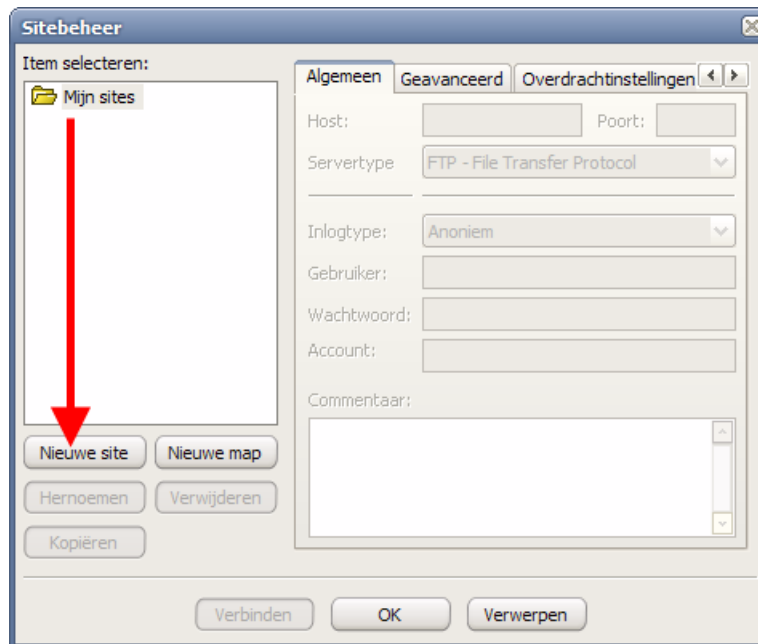 Sitebeheer
Item selecteren:
Mijn sites
Nieuwe site
Nieuwe map
Hernoemen
Verwijderen
Kopiëren
Algemeen
Geavanceerd
Overdrachtinstellingen
Host:
Poort:
Servertype
FTP - File Transfer Protocol
Inlogtype:
Anoniem
Gebruiker:
Wachtwoord:
Account:
Commentaar:
Verbinden
OK
Verwerpen